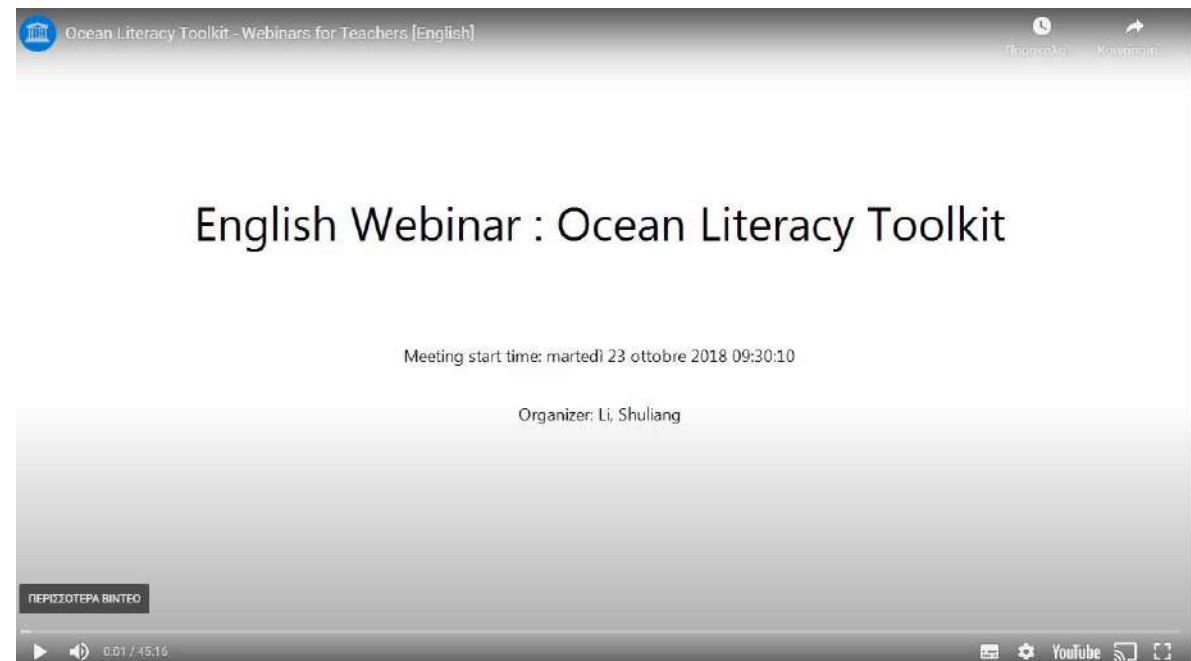 Ocean Literacy Toolkit - Webinars for Teachers [English]
English Webinar : Ocean Literacy Toolkit
Meeting start time: martedì 23 ottobre 2018 09:30:10
Organizer: Li, Shuliang
ΠΕΡΙΣΣΟΤΕΡΑ ΒΙΝΤΕΟ
0:01 / 45:16
YouTube